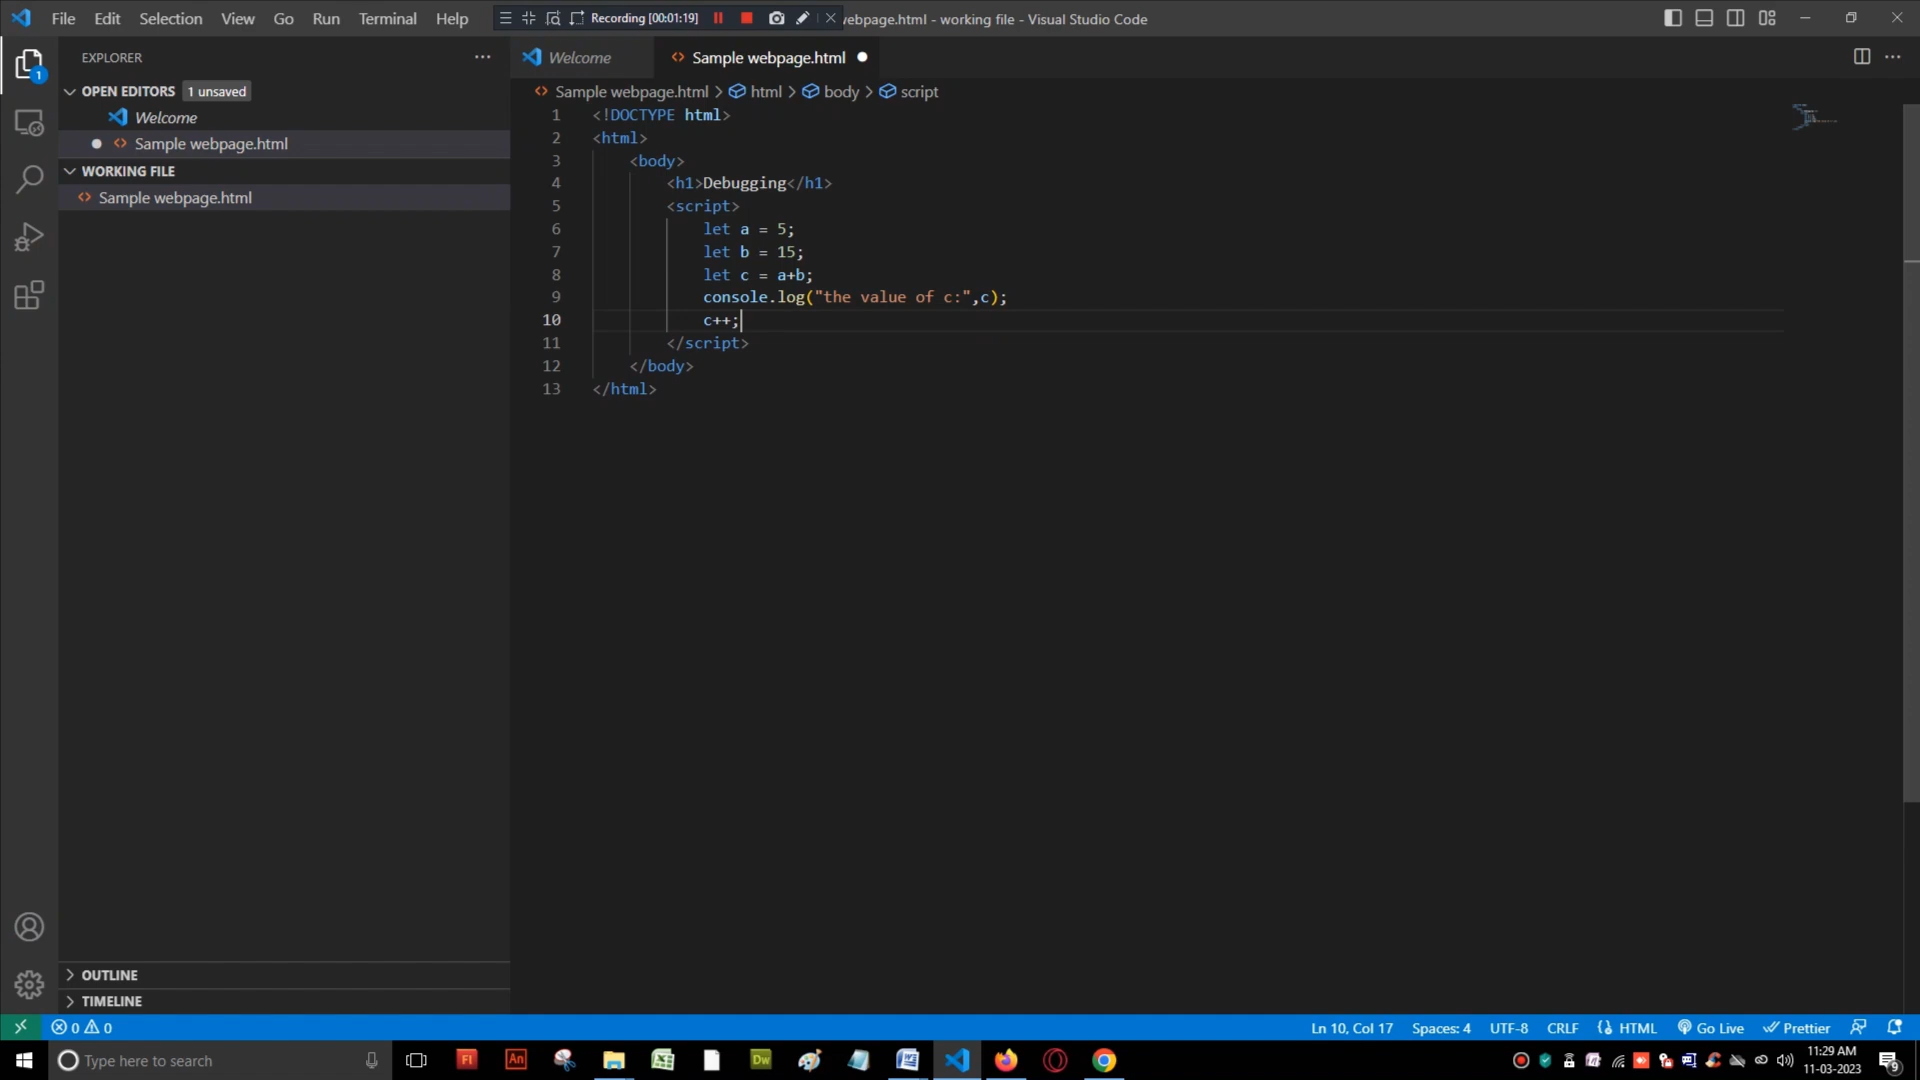 File Edit Selection View Go Run Terminal Help
Recording [00:01:19]
ebpage.html - working file - Visual Studio Code
EXPLORER
Welcome
Sample webpage.html
OPEN EDITORS 1 unsaved
Welcome
Sample webpage.html
WORKING FILE
Sample webpage.html
Sample webpage.html > html > body > script
1 <!DOCTYPE html>
2 <html>
3 <body>
4 <h1>Debugging</h1>
5 <script>
6 let a = 5;
7 let b = 15;
8 let c = a+b;
9 console.log("the value of c:",c);
10 c++;
11 </script>
12 </body>
13 </html>
1
OUTLINE
TIMELINE
0 0
Ln 10, Col 17 Spaces: 4 UTF-8 CRLF HTML Go Live Prettier
Type here to search
Fl
An
Dw
11:29 AM
11-03-2023
9